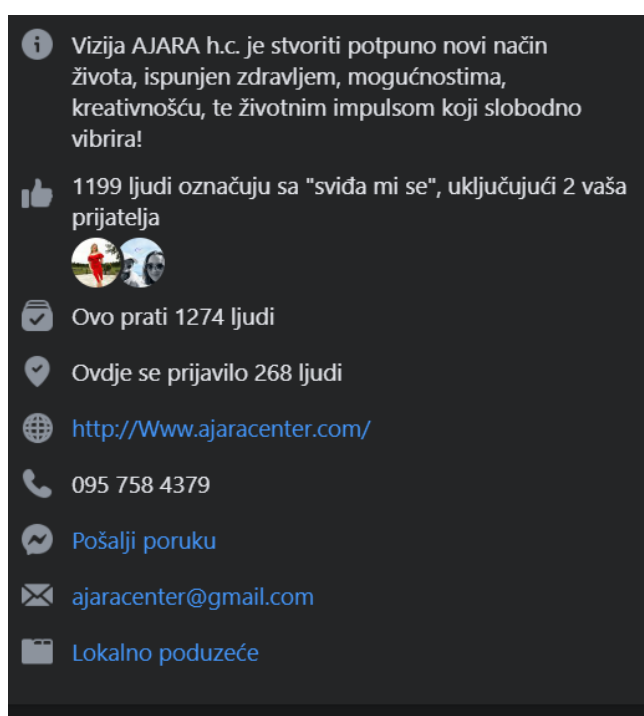 Vizija AJARA h.c. je stvoriti potpuno novi način
života, ispunjen zdravljem, mogućnostima,
kreativnošću, te životnim impulsom koji slobodno
vibrira!
1199 ljudi označuju sa "sviđa mi se", uključujući 2 vaša
prijatelja
Ovo prati 1274 ljudi
Ovdje se prijavilo 268 ljudi
http://Www.ajaracenter.com/
095 758 4379
Pošalji poruku
ajaracenter@gmail.com
Lokalno poduzeće